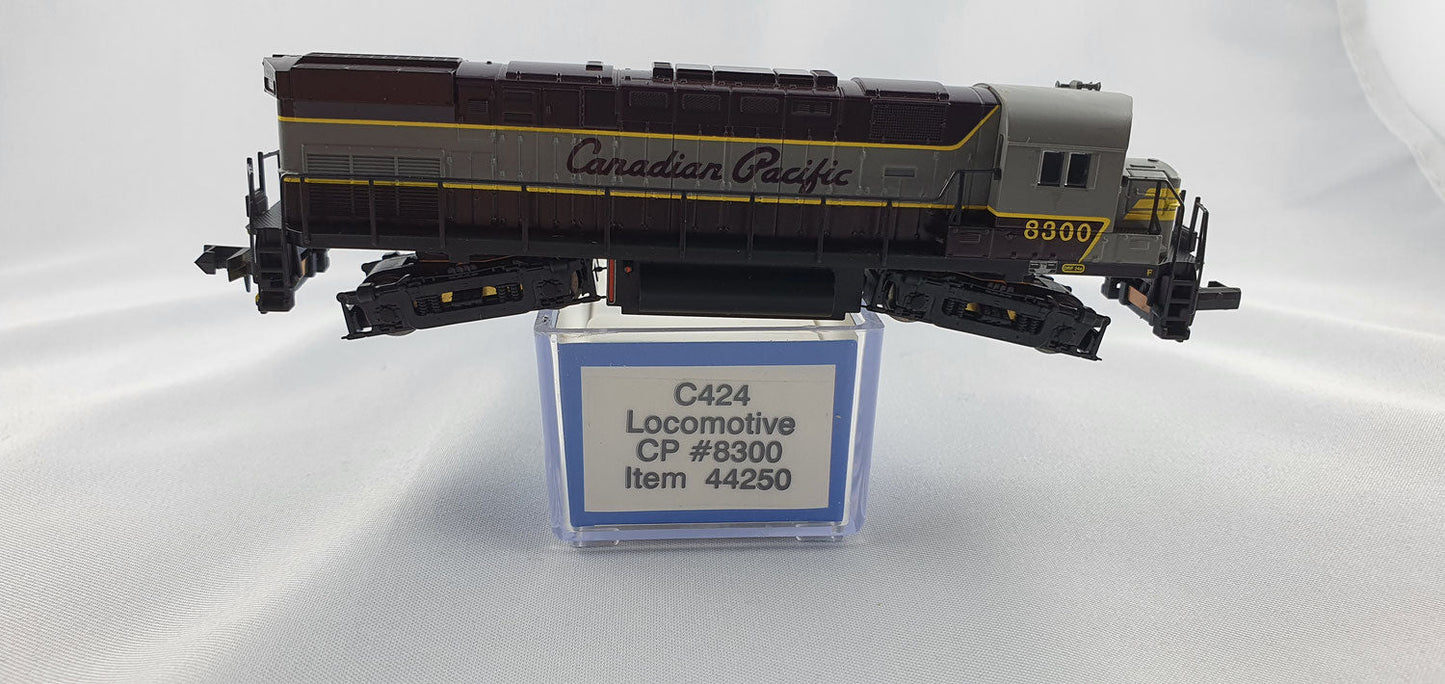 Canadian Pacific
8300
F
C424
Locomotive
CP #8300
Item 44250